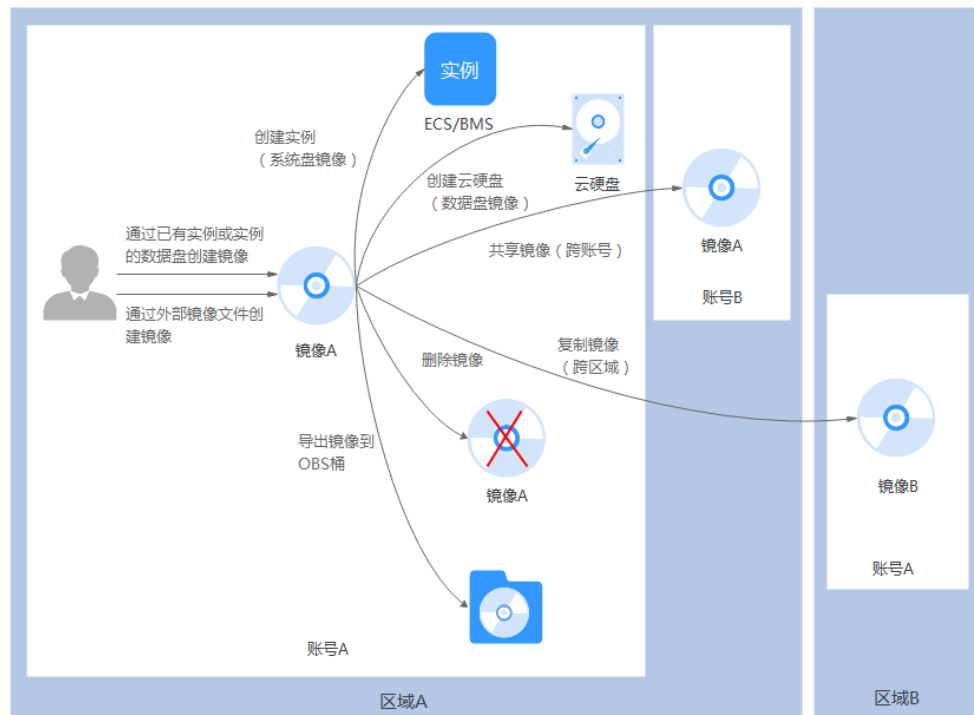 实例
ECS/BMS
创建实例
（系统盘镜像）
云硬盘
创建云硬盘
（数据盘镜像）
共享镜像（跨账号）
镜像A
账号B
通过已有实例或实例
的数据盘创建镜像
通过外部镜像文件创
建镜像
镜像A
删除镜像
复制镜像
（跨区域）
导出镜像到
OBS桶
镜像A
镜像B
账号A
账号A
区域A
区域B